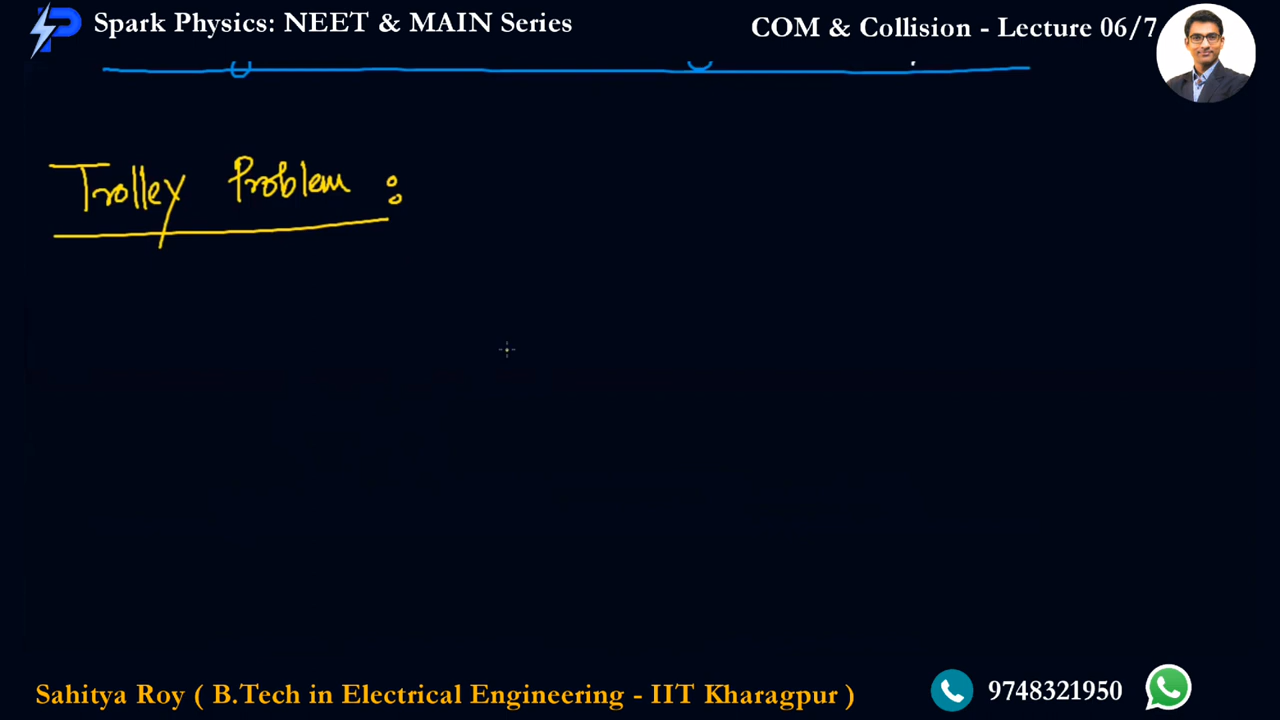 Spark Physics: NEET & MAIN Series
COM & Collision - Lecture 06/7
Trolley Problem :
Sahitya Roy ( B.Tech in Electrical Engineering - IIT Kharagpur )
9748321950